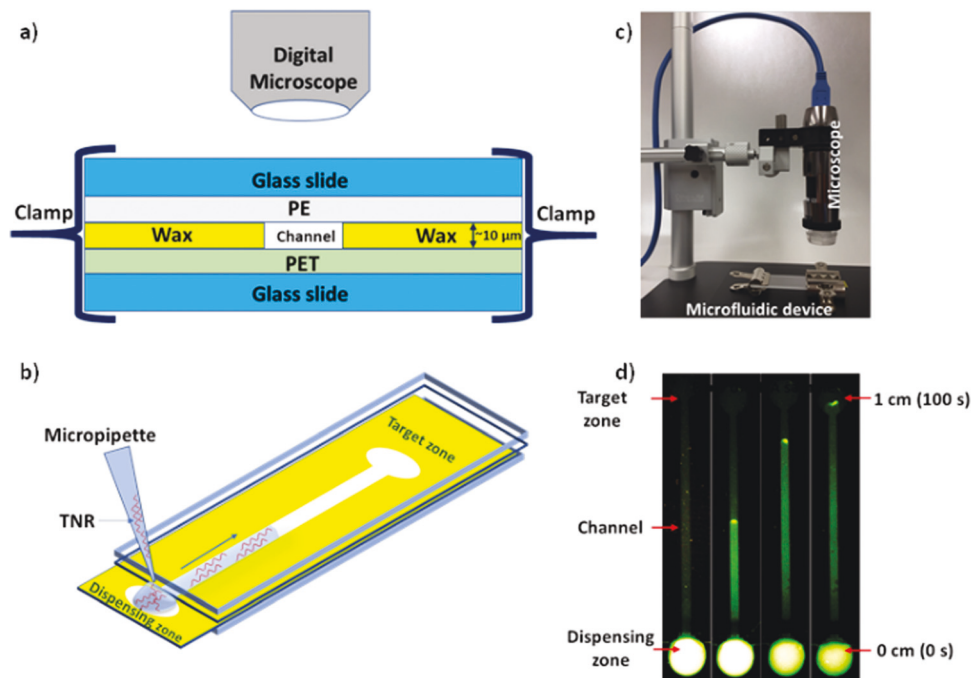 a)
Digital
Microscope
Glass slide
PE
Clamp
Wax
Channel
Wax
~10 µm
Clamp
PET
Glass slide
b)
Micropipette
TNR
Target zone
Dispensing zone
c)
Microscope
Microfluidic device
d)
Target
zone
1 cm (100 s)
Channel
Dispensing
zone
0 cm (0 s)